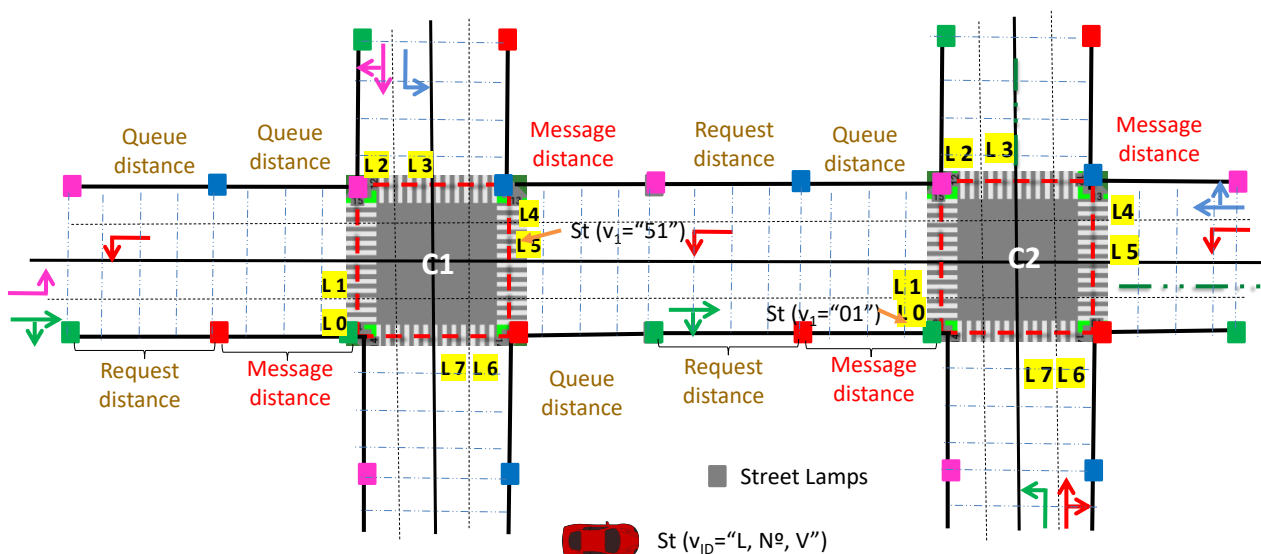 Queue
distance
Queue
distance
Message
distance
Request
distance
Queue
distance
Message
distance
L 2
L 3
L 2
L 3
L4
L 5
St (v1="51")
L4
L 5
C1
C2
L 1
L 0
L 1
L 0
St (v1="01")
L 7
L 6
L 7
L 6
Request
distance
Message
distance
Queue
distance
Request
distance
Message
distance
Street Lamps
St (vID="L, Nº, V")